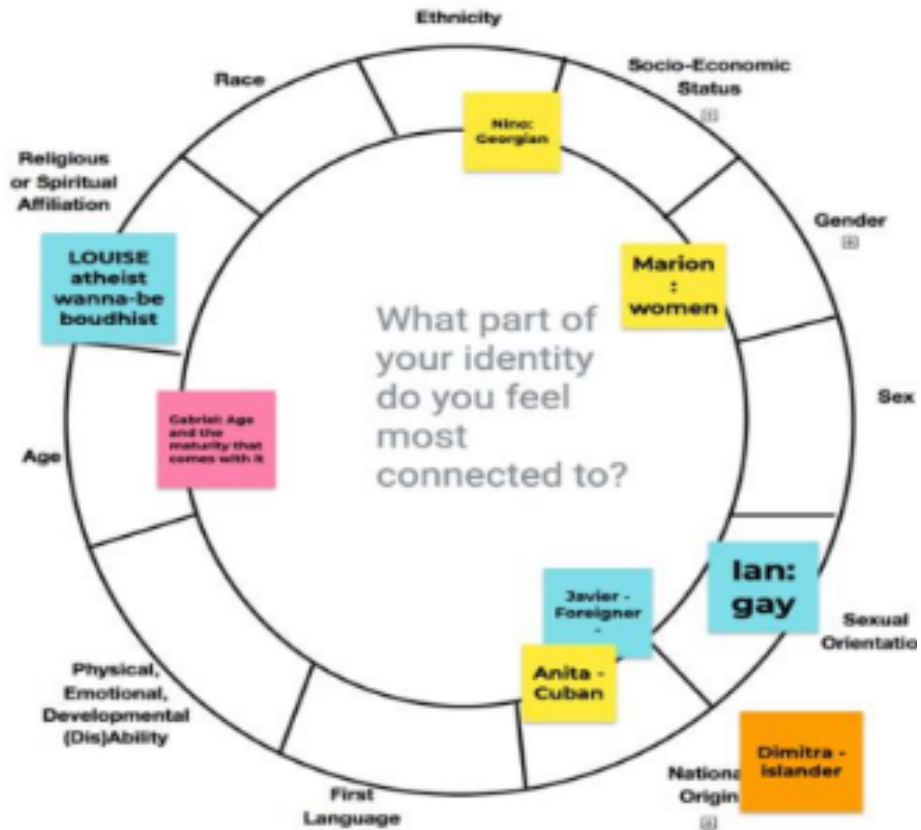 Ethnicity
Race
Socio-Economic
Status
Nino:
Georgian
Religious
or Spiritual
Affiliation
Gender
LOUISE
atheist
wanna-be
boudhist
Marion
:
women
What part of
your identity
do you feel
most
connected to?
Sex
Gabriel: Age
and the
maturity that
comes with it
Age
Ian:
gay
Javier -
Foreigner
-
Sexual
Orientatio
Anita -
Cuban
Physical,
Emotional,
Developmental
(Dis)Ability
Dimitra -
islander
Nationa
Origin
First
Language